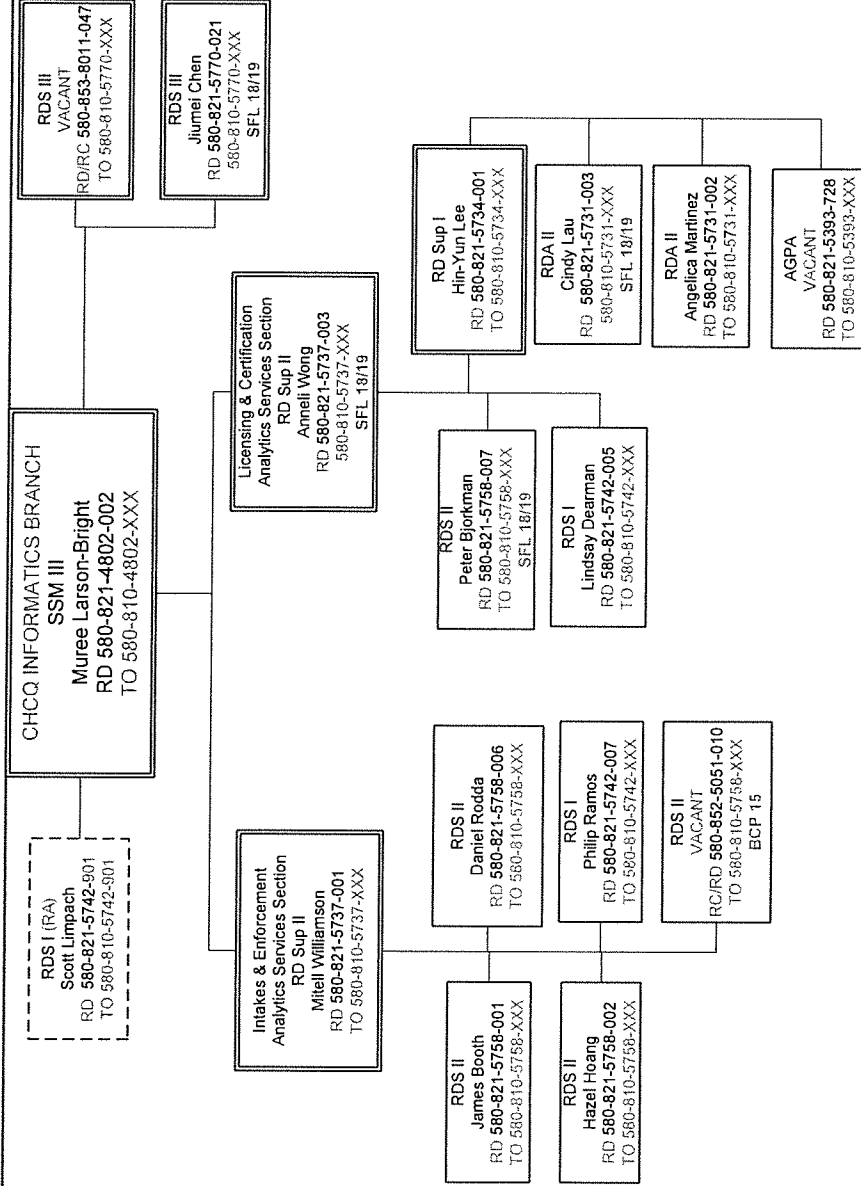 CHCQ INFORMATICS BRANCH
SSM III
Muree Larson-Bright
RD 580-821-4802-002
TO 580-810-4802-XXX
RDS I (RA)
Scott Limpach
RD 580-821-5742-901
TO 580-810-5742-901
RDS III
VACANT
RD/RC 580-853-8011-047
TO 580-810-5770-XXX
RDS III
Jiumei Chen
RD 580-821-5770-021
580-810-5770-XXX
SFL 18/19
Intakes & Enforcement
Analytics Services Section
RD Sup II
Mitell Williamson
RD 580-821-5737-001
TO 580-810-5737-XXX
RDS II
James Booth
RD 580-821-5758-001
TO 580-810-5758-XXX
RDS II
Hazel Hoang
RD 580-821-5758-002
TO 580-810-5758-XXX
RDS II
Daniel Rodda
RD 580-821-5758-006
TO 580-810-5758-XXX
RDS I
Philip Ramos
RD 580-821-5742-007
TO 580-810-5742-XXX
RDS II
VACANT
RC/RD 580-852-5051-010
TO 580-810-5758-XXX
BCP 15
Licensing & Certification
Analytics Services Section
RD Sup II
Anneli Wong
RD 580-821-5737-003
580-810-5737-XXX
SFL 18/19
RDS II
Peter Bjorkman
RD 580-821-5758-007
TO 580-810-5758-XXX
SFL 18/19
RDS I
Lindsay Dearman
RD 580-821-5742-005
TO 580-810-5742-XXX
RD Sup I
Hin-Yun Lee
RD 580-821-5734-001
TO 580-810-5734-XXX
RDA II
Cindy Lau
RD 580-821-5731-003
580-810-5731-XXX
SFL 18/19
RDA II
Angelica Martinez
RD 580-821-5731-002
TO 580-810-5731-XXX
AGPA
VACANT
RD 580-821-5393-728
TO 580-810-5393-XXX